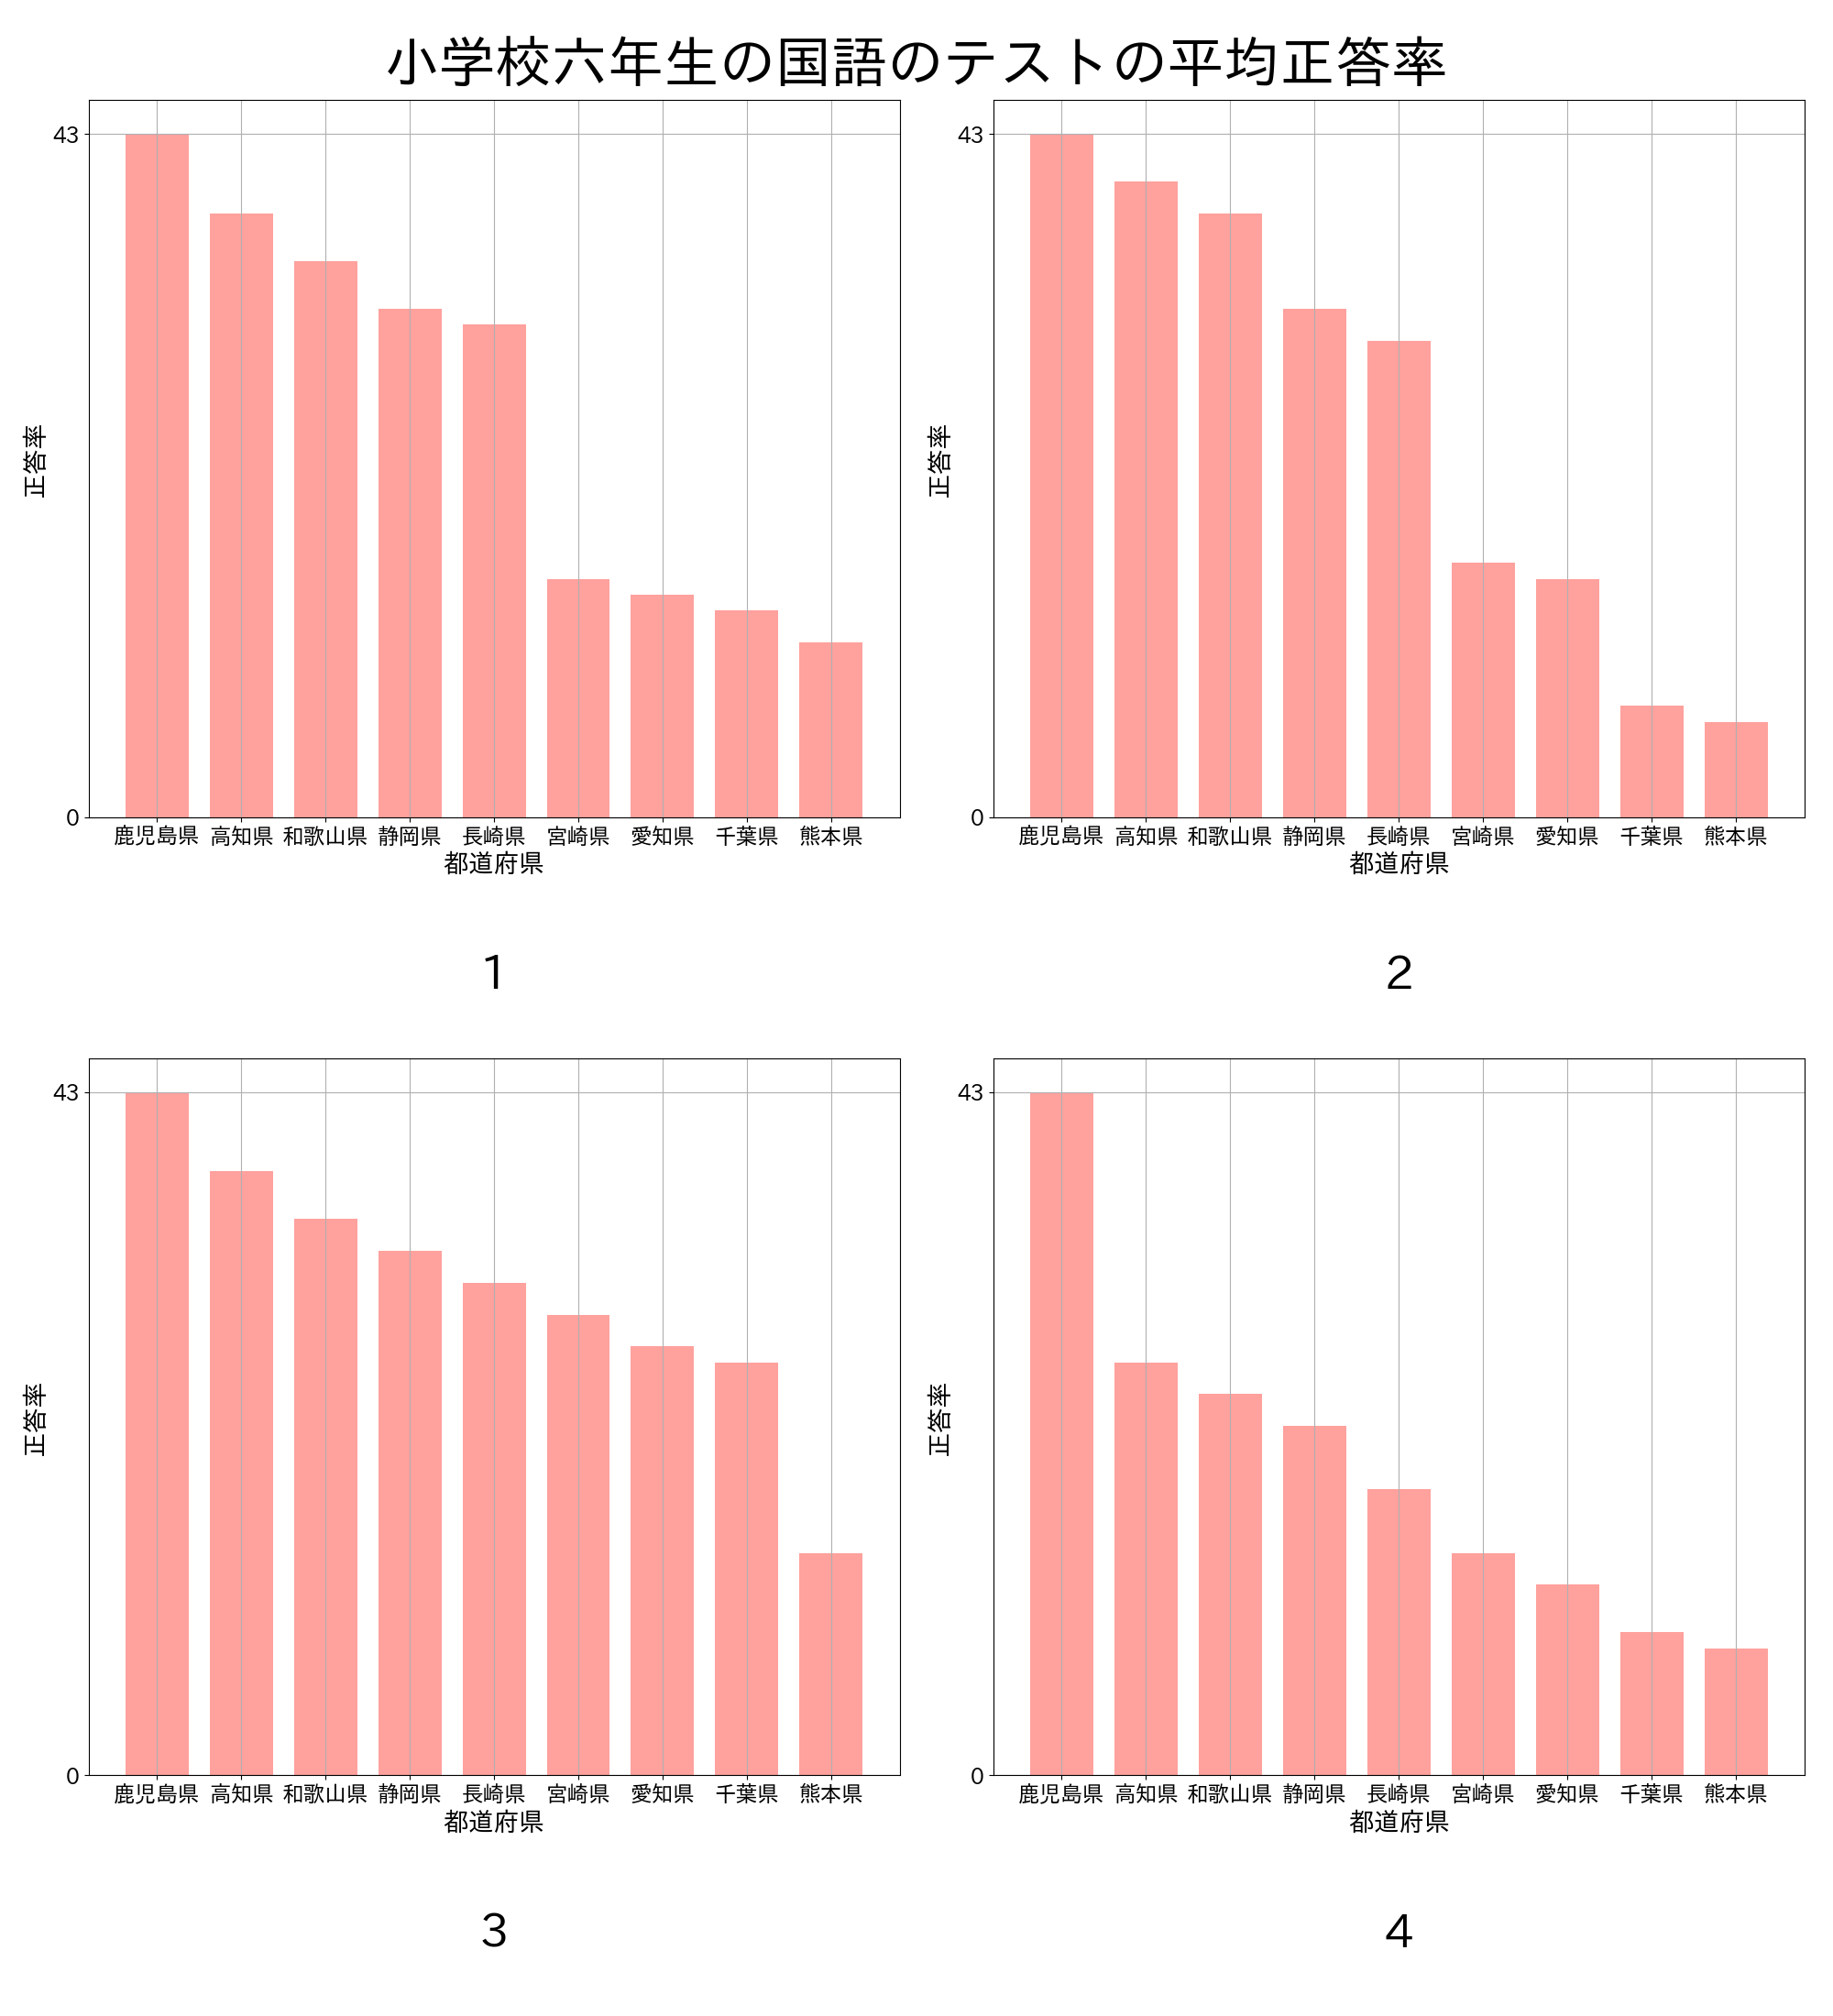 小学校六年生の国語のテストの平均正答率
43
0
正答率
鹿児島県 高知県 和歌山県 静岡県 長崎県 宮崎県 愛知県 千葉県 熊本県
都道府県
1
43
0
正答率
鹿児島県 高知県 和歌山県 静岡県 長崎県 宮崎県 愛知県 千葉県 熊本県
都道府県
2
43
0
正答率
鹿児島県 高知県 和歌山県 静岡県 長崎県 宮崎県 愛知県 千葉県 熊本県
都道府県
3
43
0
正答率
鹿児島県 高知県 和歌山県 静岡県 長崎県 宮崎県 愛知県 千葉県 熊本県
都道府県
4